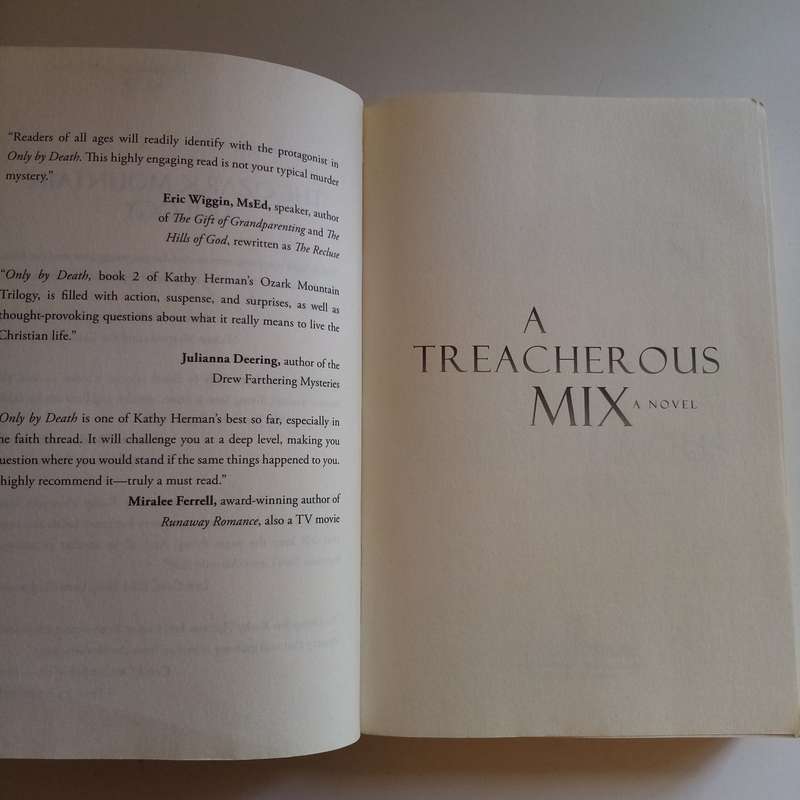 “Readers of all ages will readily identify with the protagonist in
Only by Death. This highly engaging read is not your typical murder
mystery.”
Eric Wiggin, MsEd, speaker, author
of The Gift of Grandparenting and The
Hills of God, rewritten as The Recluse
“Only by Death, book 2 of Kathy Herman’s Ozark Mountain
Trilogy, is filled with action, suspense, and surprises, as well as
thought-provoking questions about what it really means to live the
Christian life.”
Julianna Deering, author of the
Drew Farthering Mysteries
Only by Death is one of Kathy Herman’s best so far, especially in
he faith thread. It will challenge you at a deep level, making you
uestion where you would stand if the same things happened to you.
highly recommend it—truly a must read.”
Miralee Ferrell, award-winning author of
Runaway Romance, also a TV movie
A
TREACHEROUS
MIX A NOVEL